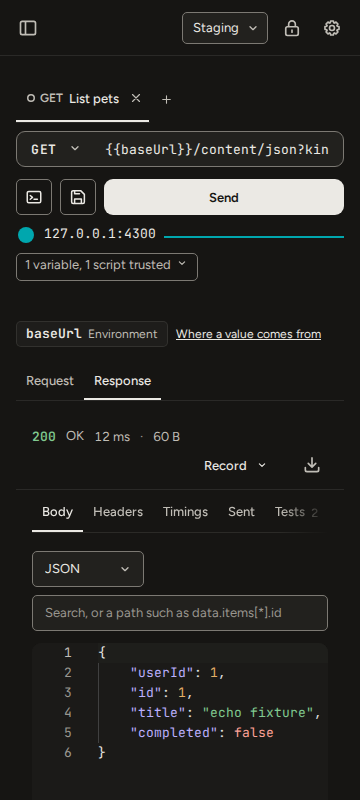 Staging
GET List pets
GET {{baseUrl}}/content/json?kin
Send
127.0.0.1:4300
1 variable, 1 script trusted
baseUrl Environment Where a value comes from
Request Response
200 OK 12 ms · 60 B
Record
Body Headers Timings Sent Tests 2
JSON
Search, or a path such as data.items[*].id
1 {
2 "userId": 1,
3 "id": 1,
4 "title": "echo fixture",
5 "completed": false
6 }